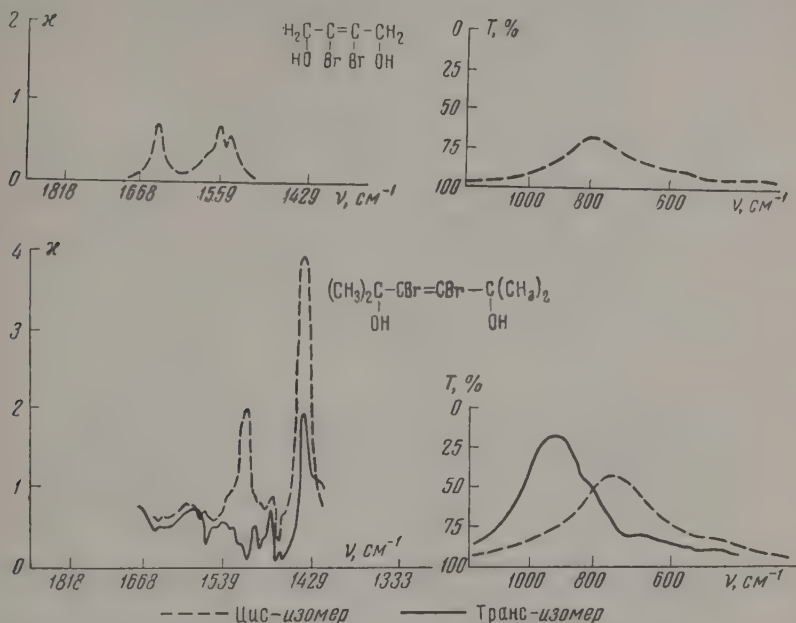 2 ϰ
H₂C-C=C-CH₂
HO Br Br OH
1
0
1818 1668 1559 1429 ν, см⁻¹
0 T, %
25
50
75
100
1000 800 600 ν, см⁻¹
4 ϰ
(CH₃)₂C-CBr=CBr-C(CH₃)₂
OH OH
3
2
1
0
1818 1668 1539 1429 1333
ν, см⁻¹
T, %
0
25
50
75
100
1000 800 600 ν, см⁻¹
Цис-изомер Транс-изомер